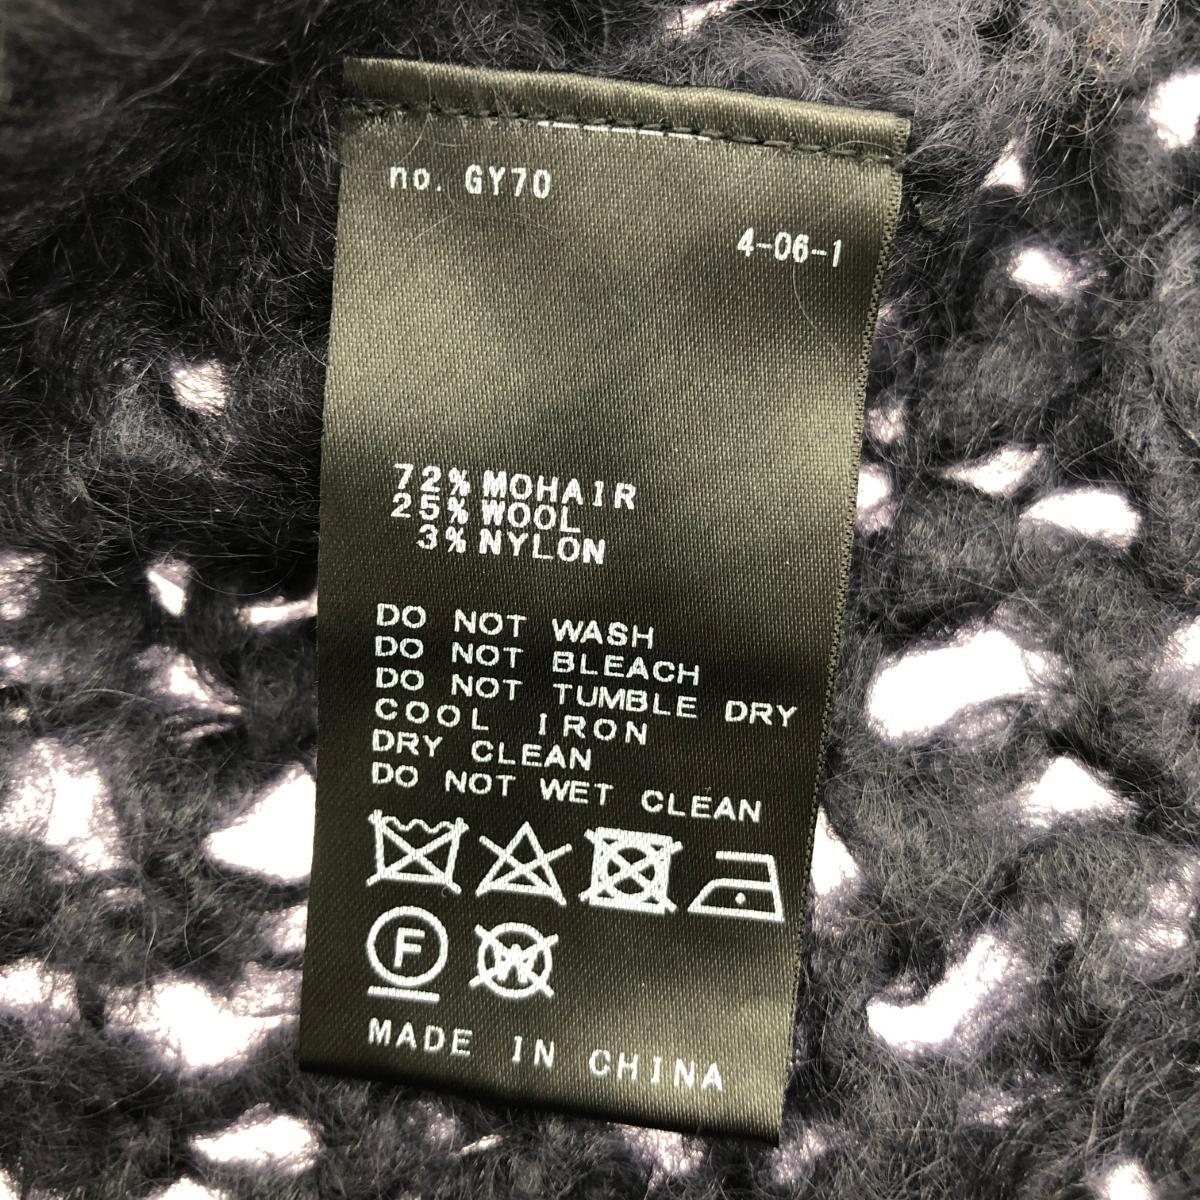 no. GY70
4-06-1
72% MOHAIR
25% WOOL
3% NYLON
DO NOT WASH
DO NOT BLEACH
DO NOT TUMBLE DRY
COOL IRON
DRY CLEAN
DO NOT WET CLEAN
F W
MADE IN CHINA